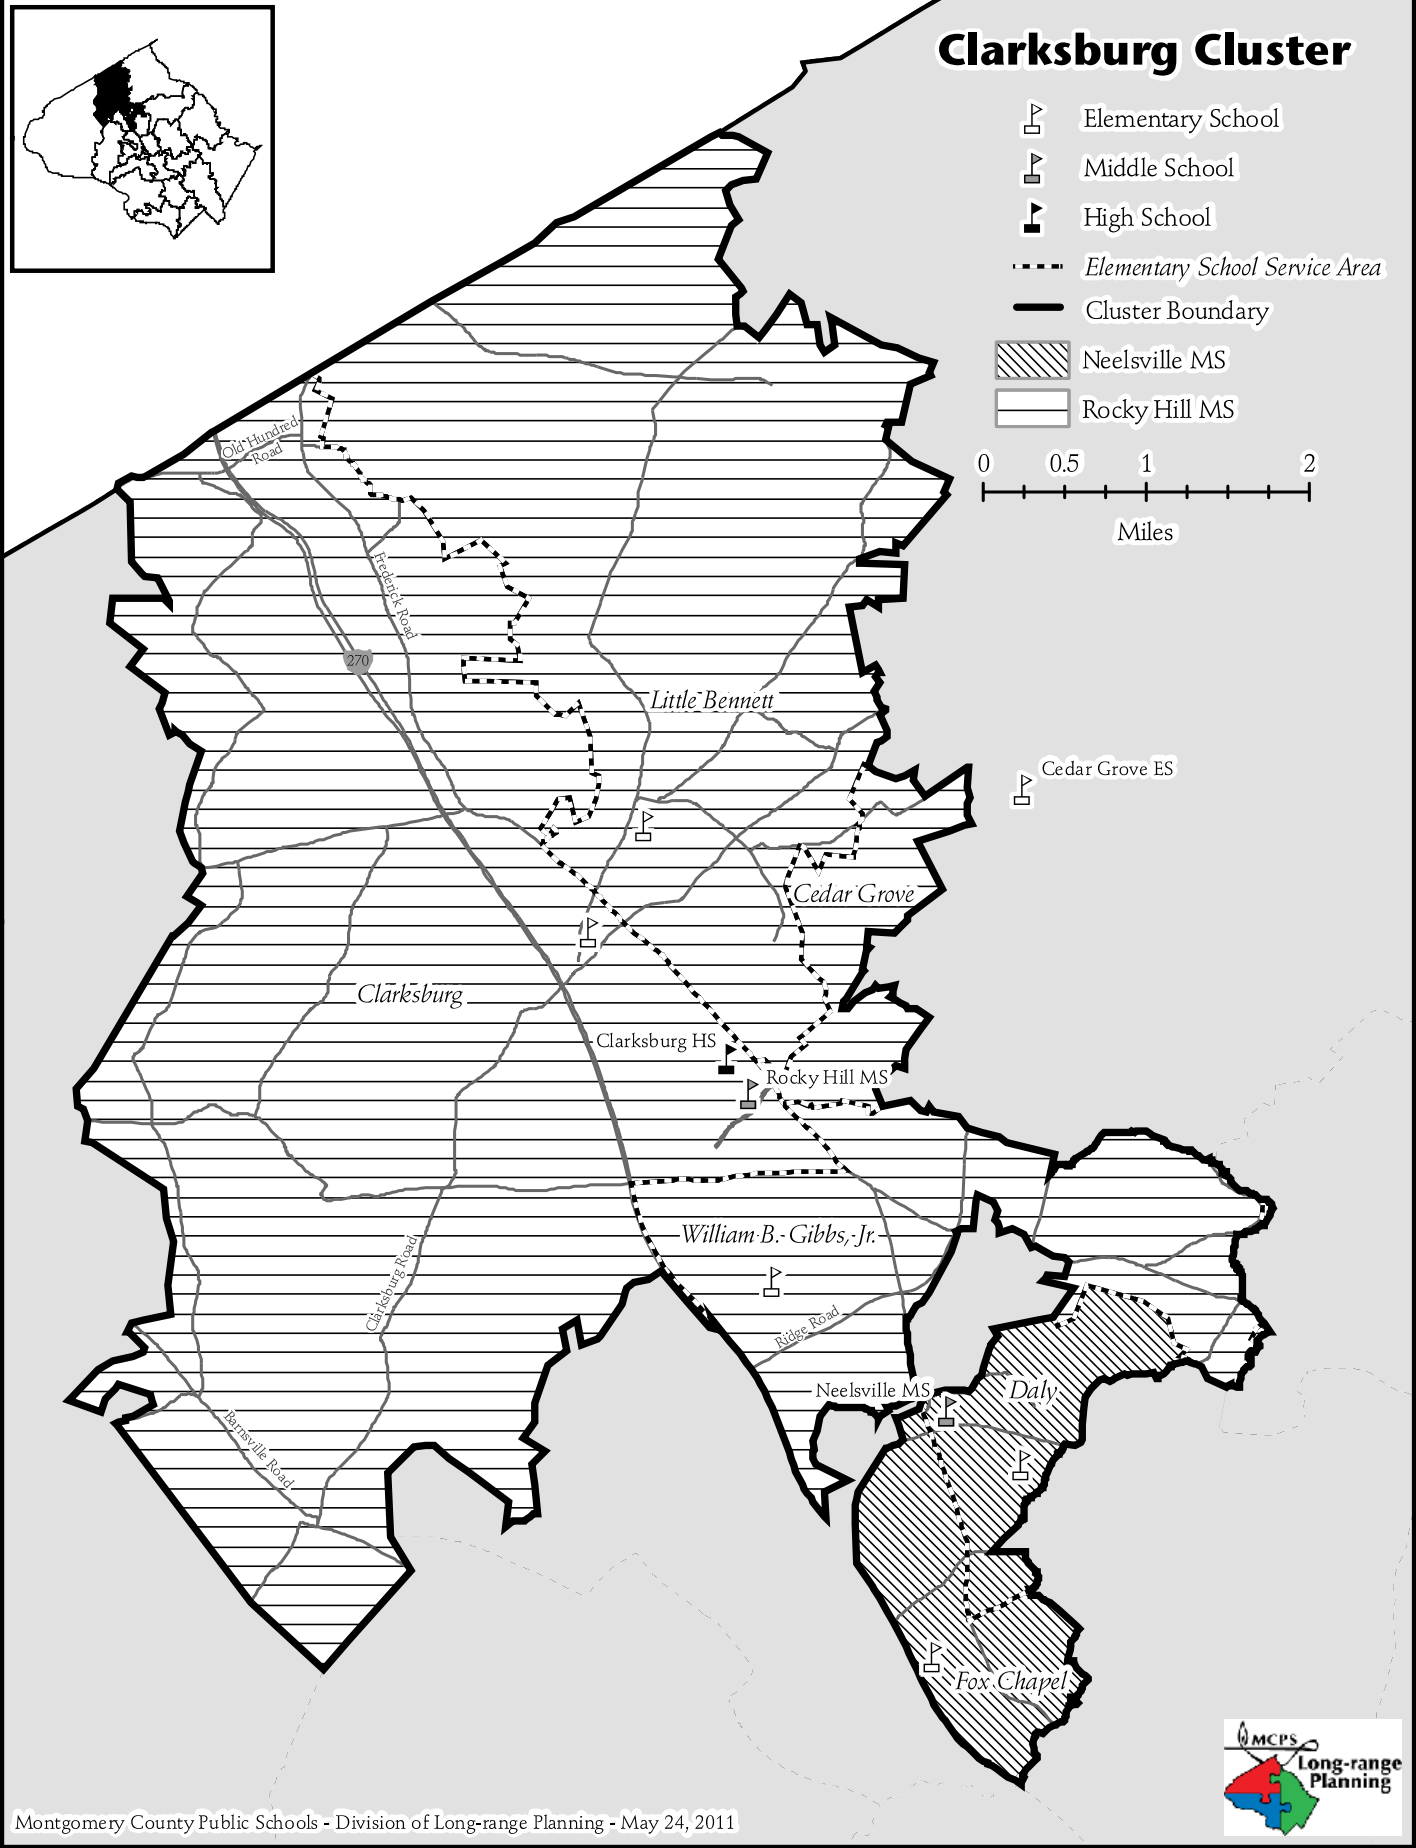 Clarksburg Cluster
Elementary School
Middle School
High School
Elementary School Service Area
Cluster Boundary
Neelsville MS
Rocky Hill MS
0 0.5 1 2
Miles
Old Hundred
Road
Frederick Road
270
Little Bennett
Cedar Grove ES
Cedar Grove
Clarksburg
Clarksburg HS
Rocky Hill MS
William B. Gibbs, Jr.
Clarksburg Road
Ridge Road
Neelsville MS
Daly
Barnsville Road
Fox Chapel
MCPS
Long-range
Planning
Montgomery County Public Schools - Division of Long-range Planning - May 24, 2011